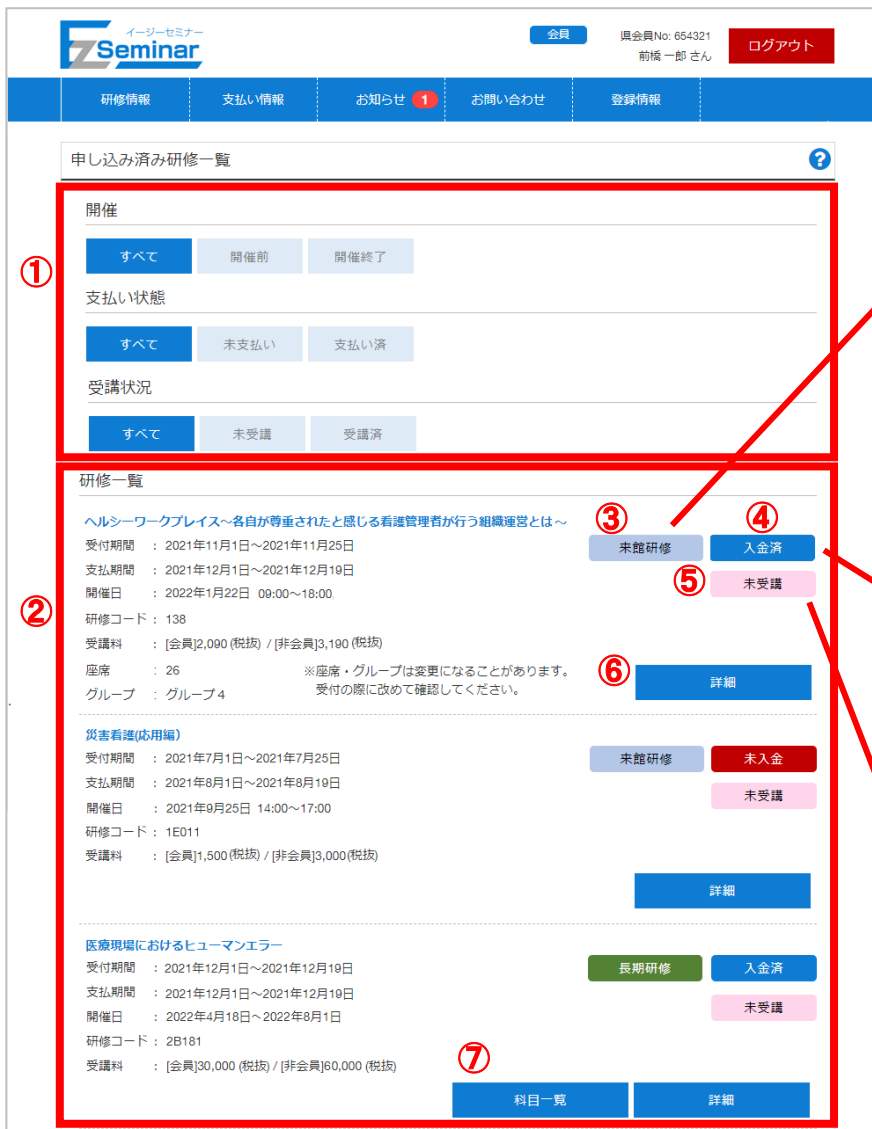 イージーセミナー
EZ Seminar
会員
県会員No: 654321
前橋 一郎 さん
ログアウト
研修情報
支払い情報
お知らせ 1
お問い合わせ
登録情報
申し込み済み研修一覧
?
①
開催
すべて
開催前
開催終了
支払い状態
すべて
未支払い
支払い済
受講状況
すべて
未受講
受講済
②
研修一覧
ヘルシーワークプレイス～各自が尊重されたと感じる看護管理者が行う組織運営とは～
③
④
受付期間 : 2021年11月1日～2021年11月25日
来館研修
入金済
支払期間 : 2021年12月1日～2021年12月19日
⑤
未受講
開催日 : 2022年1月22日 09:00～18:00
研修コード : 138
受講料 : [会員]2,090 (税抜) / [非会員]3,190 (税抜)
座席 : 26
※座席・グループは変更になることがあります。
受付の際に改めて確認してください。
グループ : グループ４
⑥
詳細
災害看護(応用編)
受付期間 : 2021年7月1日～2021年7月25日
来館研修
未入金
支払期間 : 2021年8月1日～2021年8月19日
未受講
開催日 : 2021年9月25日 14:00～17:00
研修コード : 1E011
受講料 : [会員]1,500 (税抜) / [非会員]3,000(税抜)
詳細
医療現場におけるヒューマンエラー
受付期間 : 2021年12月1日～2021年12月19日
長期研修
入金済
支払期間 : 2021年12月1日～2021年12月19日
未受講
開催日 : 2022年4月18日～2022年8月1日
研修コード : 2B181
受講料 : [会員]30,000 (税抜) / [非会員]60,000 (税抜)
⑦
科目一覧
詳細